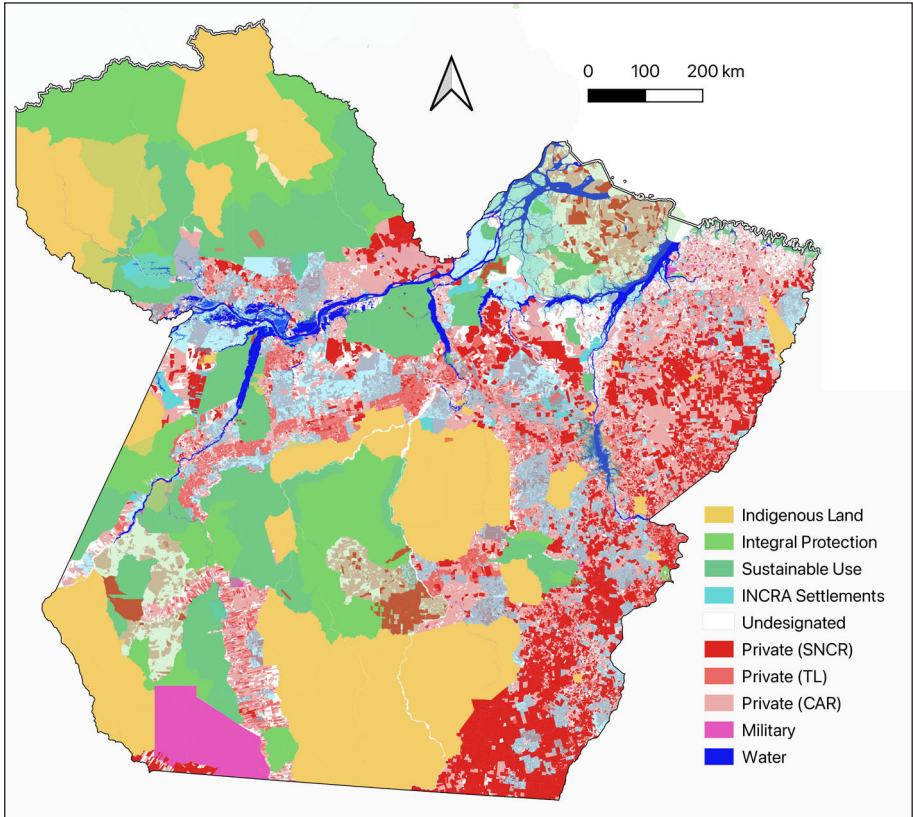 0 100 200 km
Indigenous Land
Integral Protection
Sustainable Use
INCRA Settlements
Undesignated
Private (SNCR)
Private (TL)
Private (CAR)
Military
Water